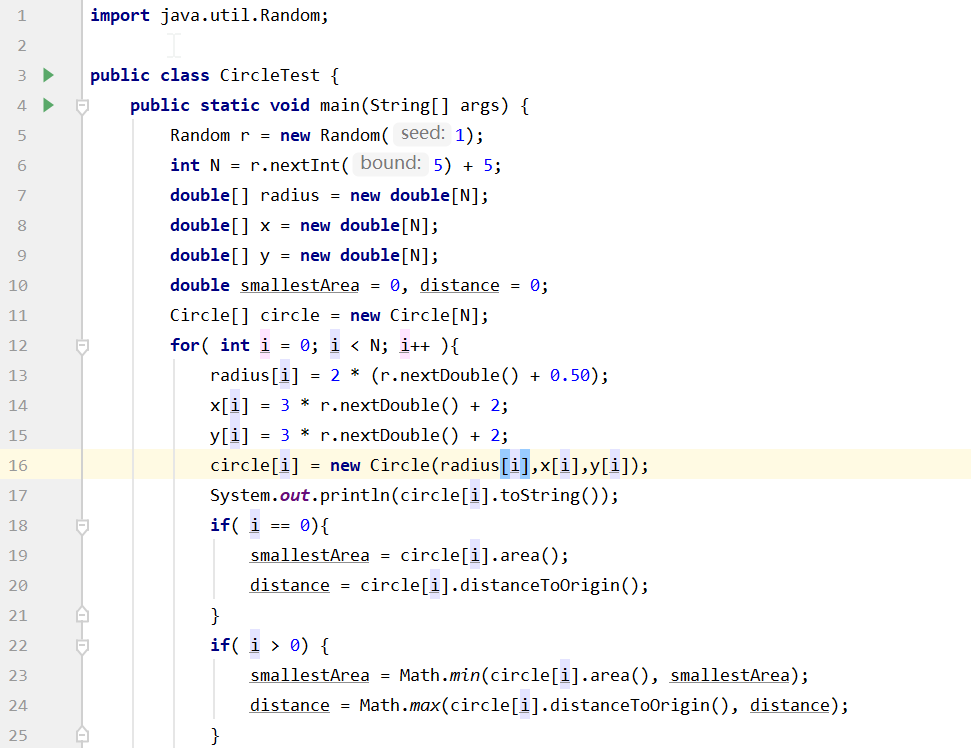 1 import java.util.Random;
2
3 public class CircleTest {
4 public static void main(String[] args) {
5 Random r = new Random( seed: 1);
6 int N = r.nextInt( bound: 5) + 5;
7 double[] radius = new double[N];
8 double[] x = new double[N];
9 double[] y = new double[N];
10 double smallestArea = 0, distance = 0;
11 Circle[] circle = new Circle[N];
12 for( int i = 0; i < N; i++ ){
13 radius[i] = 2 * (r.nextDouble() + 0.50);
14 x[i] = 3 * r.nextDouble() + 2;
15 y[i] = 3 * r.nextDouble() + 2;
16 circle[i] = new Circle(radius[i],x[i],y[i]);
17 System.out.println(circle[i].toString());
18 if( i == 0){
19 smallestArea = circle[i].area();
20 distance = circle[i].distanceToOrigin();
21 }
22 if( i > 0) {
23 smallestArea = Math.min(circle[i].area(), smallestArea);
24 distance = Math.max(circle[i].distanceToOrigin(), distance);
25 }